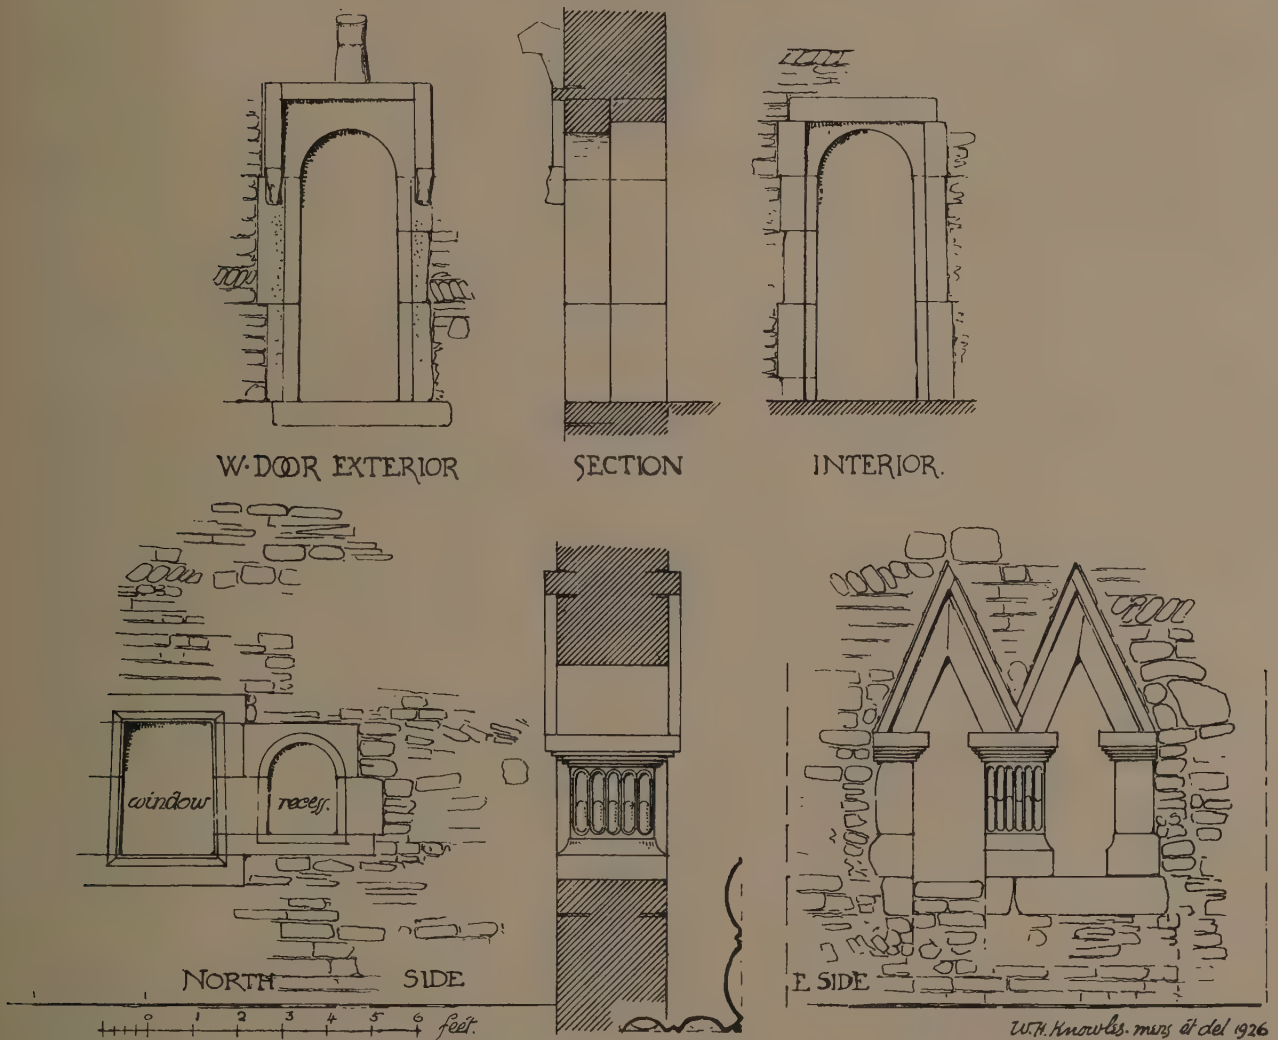 W·DOOR EXTERIOR
SECTION
INTERIOR.
window
recess.
NORTH SIDE
E SIDE
0 1 2 3 4 5 6 feet.
W.H. Knowles. mens et del 1926